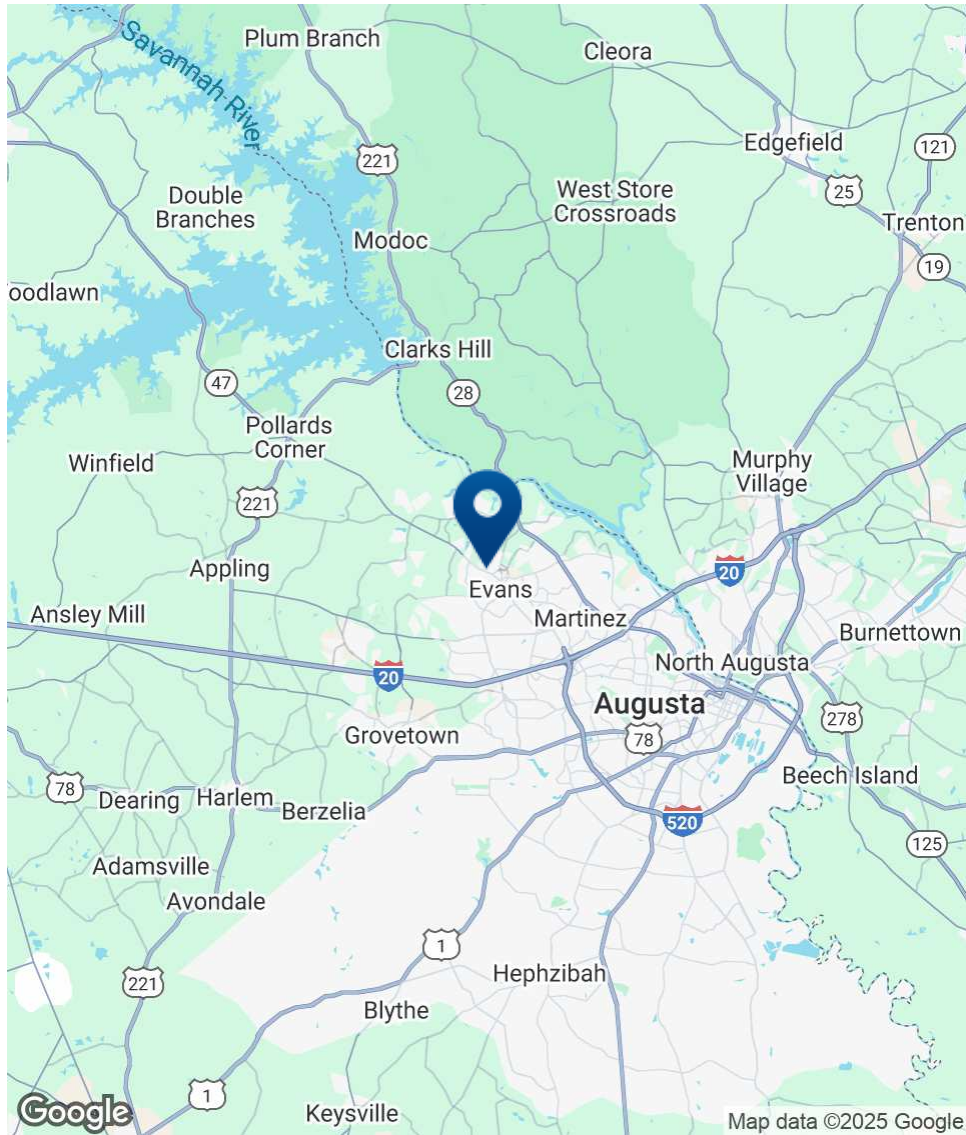 Savannah River
Plum Branch
Cleora
221
Edgefield
121
Double
Branches
West Store
Crossroads
25
Trenton
Modoc
19
oodlawn
Clarks Hill
47
28
Pollards
Corner
Winfield
Murphy
Village
221
Appling
20
Evans
Ansley Mill
Martinez
Burnettown
20
North Augusta
Augusta
Grovetown
78
278
78
Beech Island
Dearing
Harlem
Berzelia
520
125
Adamsville
Avondale
1
221
Hephzibah
Blythe
1
Google
Keysville
Map data ©2025 Google